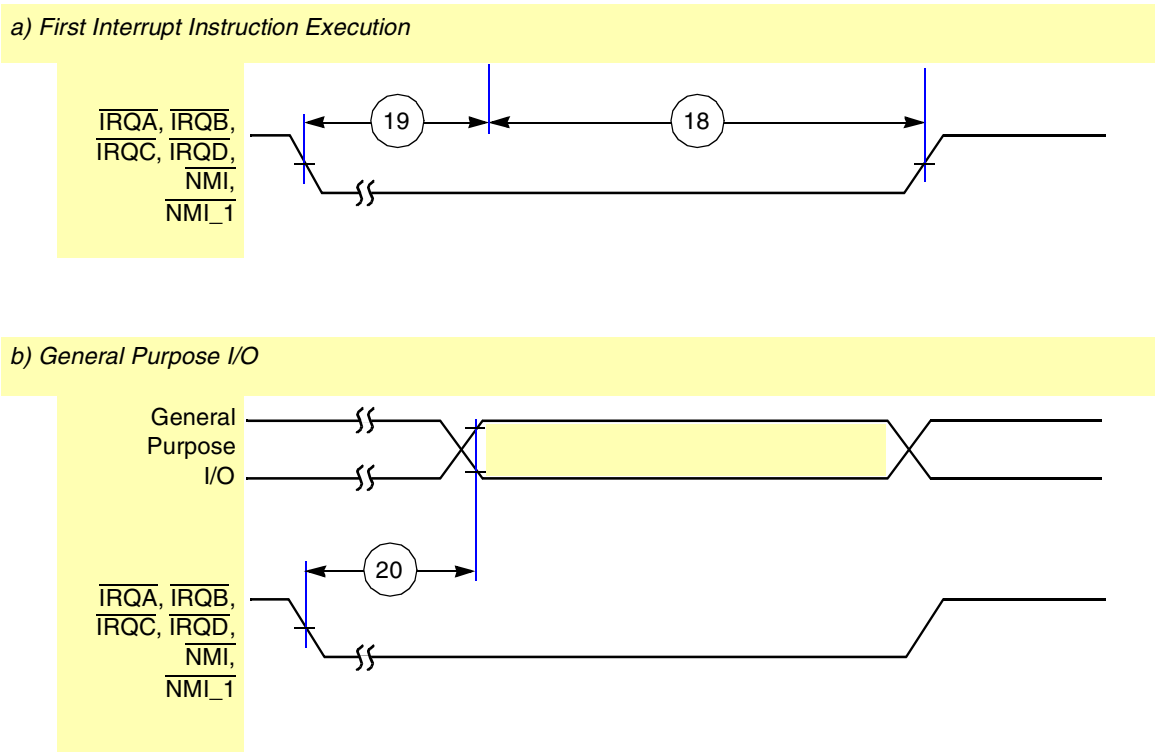 a) First Interrupt Instruction Execution
IRQA, IRQB,
IRQC, IRQD,
NMI,
NMI_1
19
18
b) General Purpose I/O
General
Purpose
I/O
20
IRQA, IRQB,
IRQC, IRQD,
NMI,
NMI_1